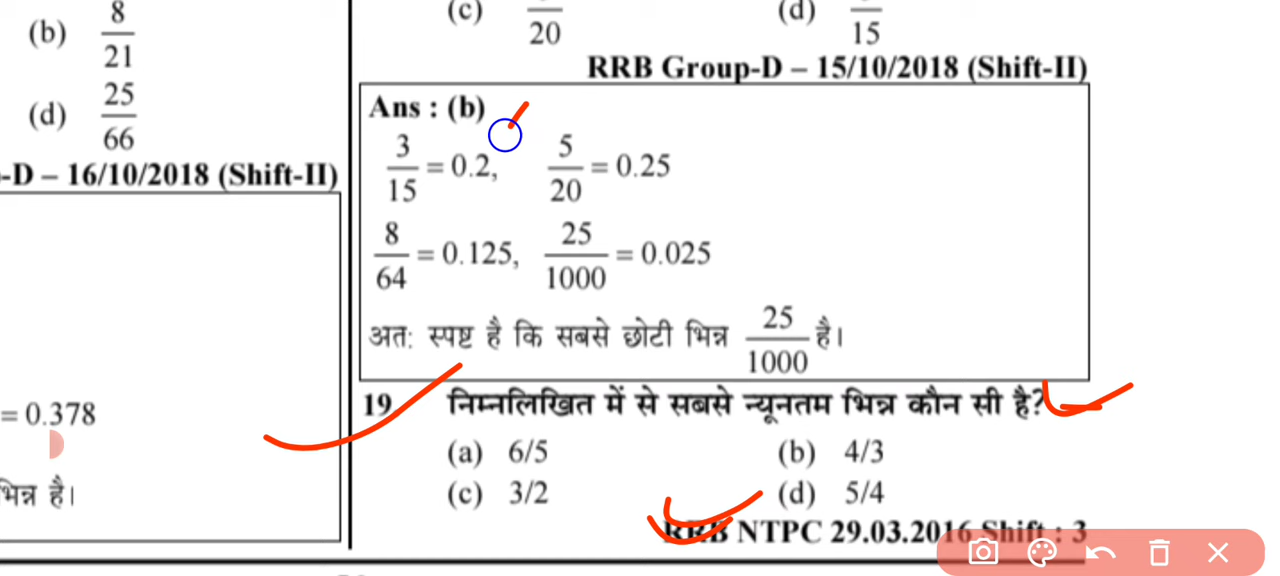 (b) 8/21
(d) 25/66
-D – 16/10/2018 (Shift-II)
= 0.378
भिन्न है।
(c) 20
(d) 15
RRB Group-D – 15/10/2018 (Shift-II)
Ans : (b)
3/15 = 0.2, 5/20 = 0.25
8/64 = 0.125, 25/1000 = 0.025
अत: स्पष्ट है कि सबसे छोटी भिन्न 25/1000 है।
19 निम्नलिखित में से सबसे न्यूनतम भिन्न कौन सी है?
(a) 6/5 (b) 4/3
(c) 3/2 (d) 5/4
RRB NTPC 29.03.2016 Shift : 3